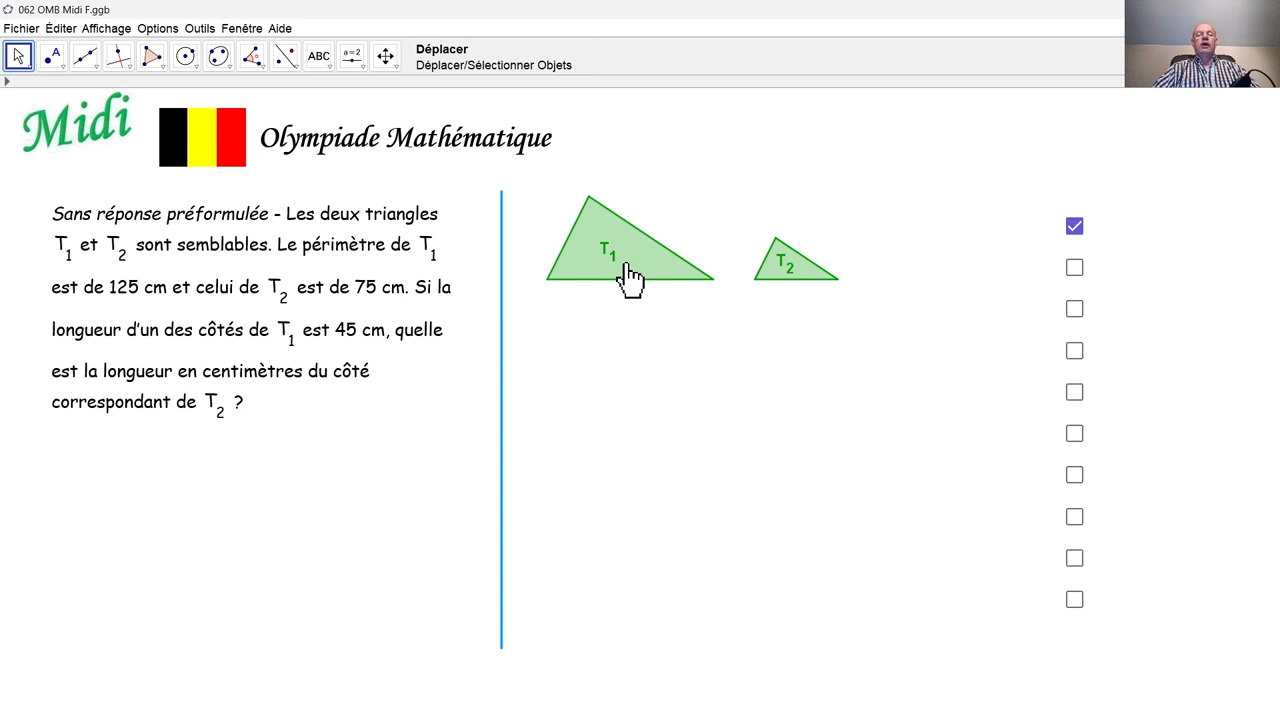 062 OMB Midi F.ggb
Fichier Éditer Affichage Options Outils Fenêtre Aide
A
ABC
a=2
Déplacer
Déplacer/Sélectionner Objets
Midi
Olympiade Mathématique
Sans réponse préformulée - Les deux triangles
T1 et T2 sont semblables. Le périmètre de T1
est de 125 cm et celui de T2 est de 75 cm. Si la
longueur d'un des côtés de T1 est 45 cm, quelle
est la longueur en centimètres du côté
correspondant de T2 ?
T1
T2